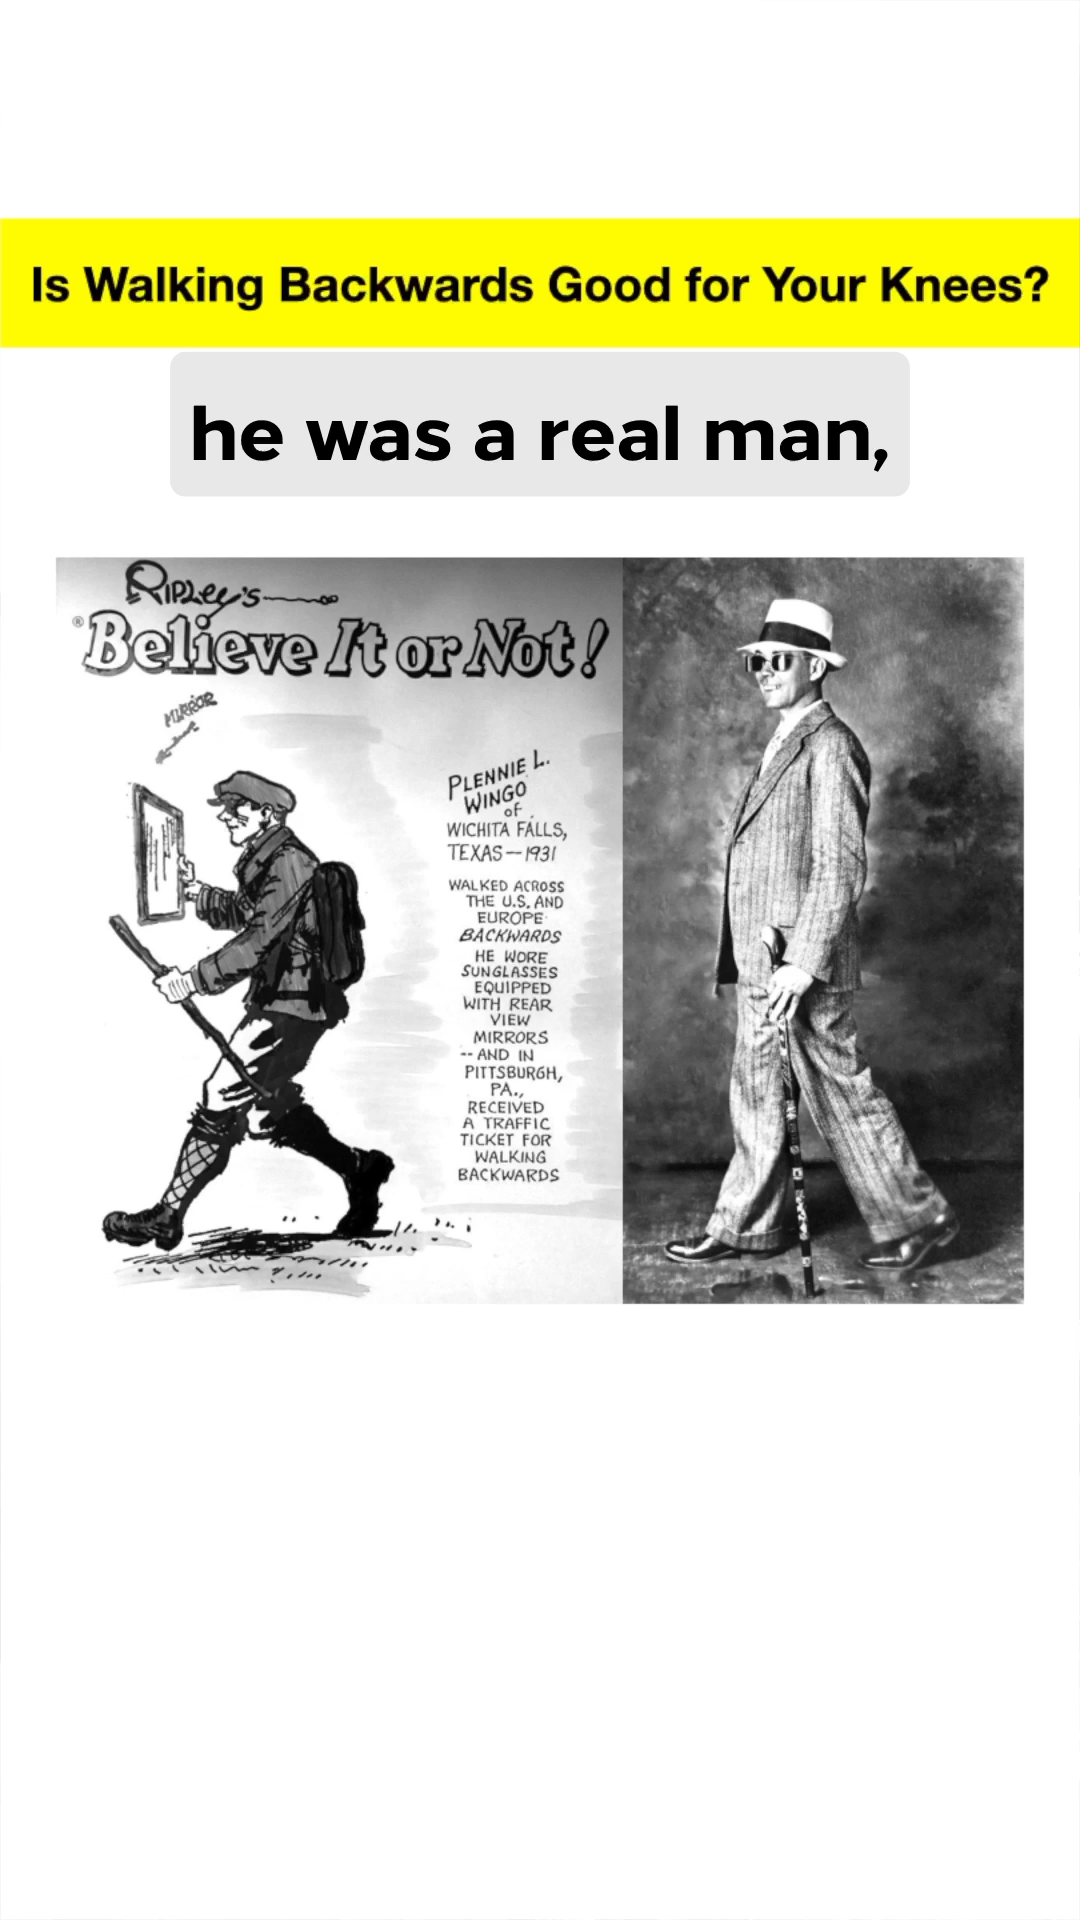 Is Walking Backwards Good for Your Knees?
he was a real man,
RIPLEY'S
® Believe It or Not!
MIRROR
PLENNIE L.
WINGO
of
WICHITA FALLS,
TEXAS—1931
WALKED ACROSS
THE U.S. AND
EUROPE
BACKWARDS
HE WORE
SUNGLASSES
EQUIPPED
WITH REAR
VIEW
MIRRORS
--AND IN
PITTSBURGH,
PA.,
RECEIVED
A TRAFFIC
TICKET FOR
WALKING
BACKWARDS